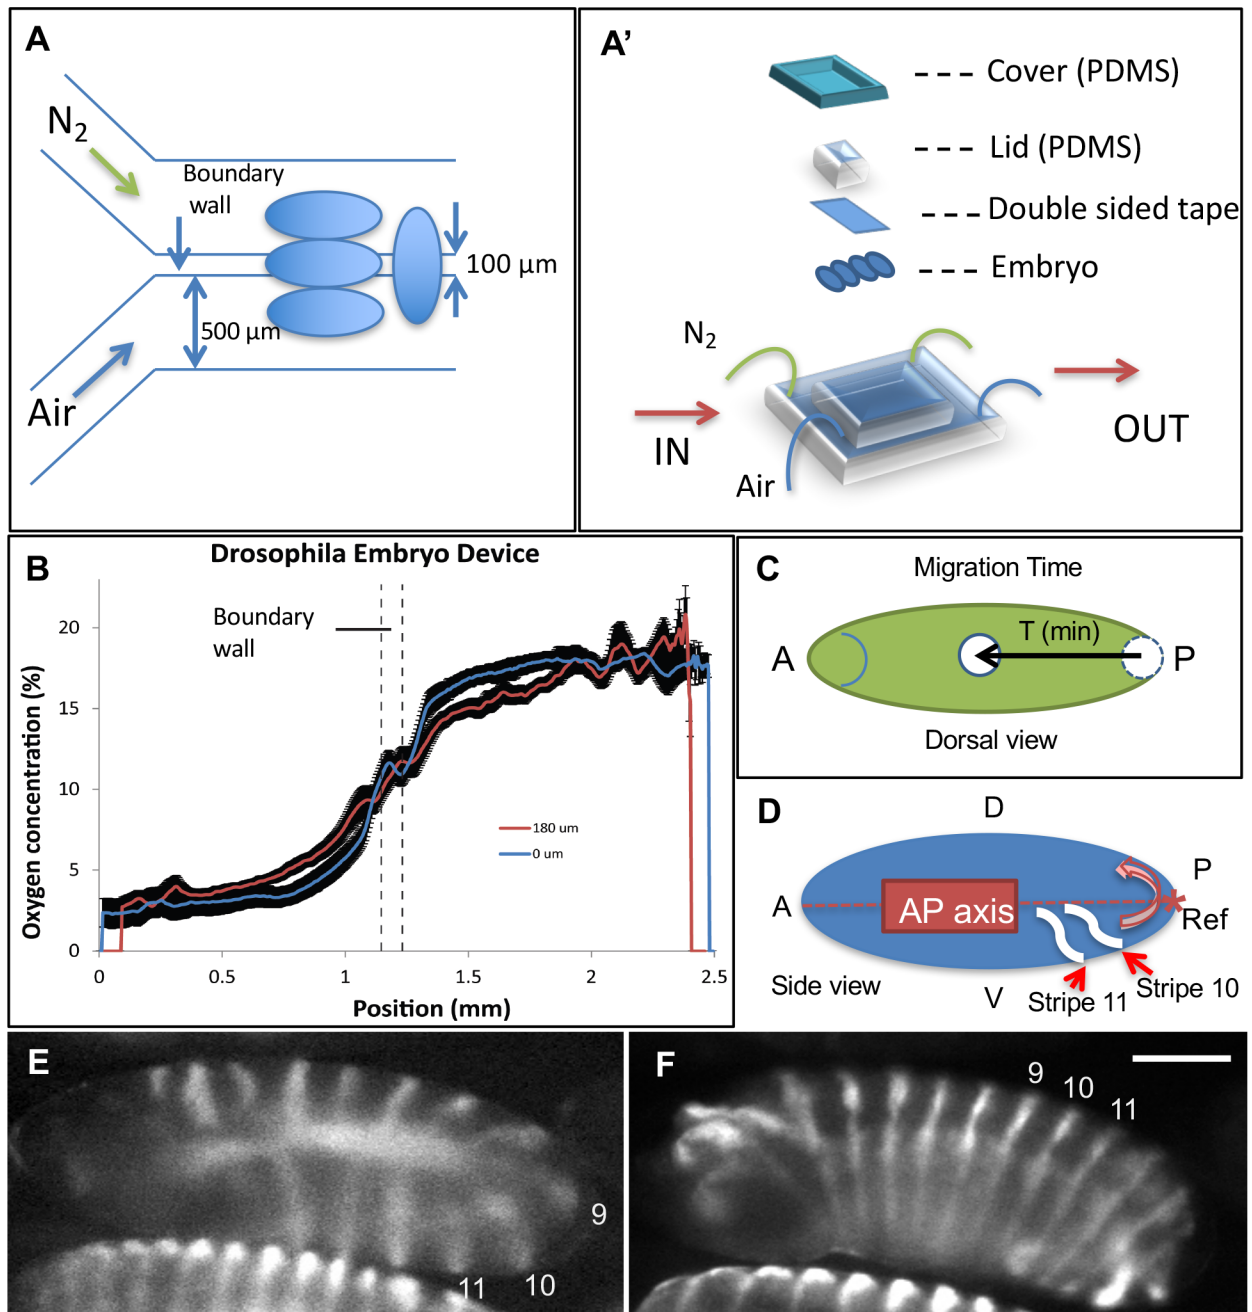 A
N2
Boundary
wall
100 µm
500 µm
Air
A’
Cover (PDMS)
Lid (PDMS)
Double sided tape
Embryo
N2
IN
OUT
Air
B
Drosophila Embryo Device
Boundary
wall
Oxygen concentration (%)
20
15
10
5
0
180 um
0 um
0
0.5
1
1.5
2
2.5
Position (mm)
C
Migration Time
T (min)
A
P
Dorsal view
D
D
P
A
AP axis
Ref
Side view
V
Stripe 11
Stripe 10
E
9
11
10
F
9
10
11